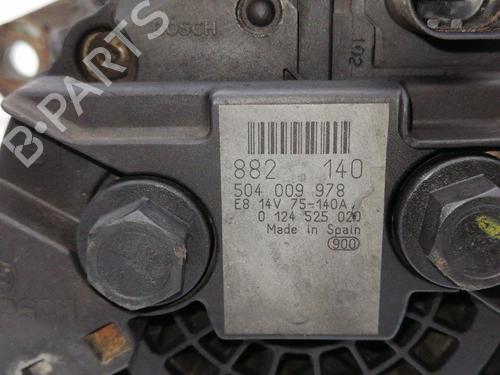 BOSCH
102
B-PARTS
882 140
504 009 978
E8 14V 75-140A
0 124 525 020
Made in Spain
900